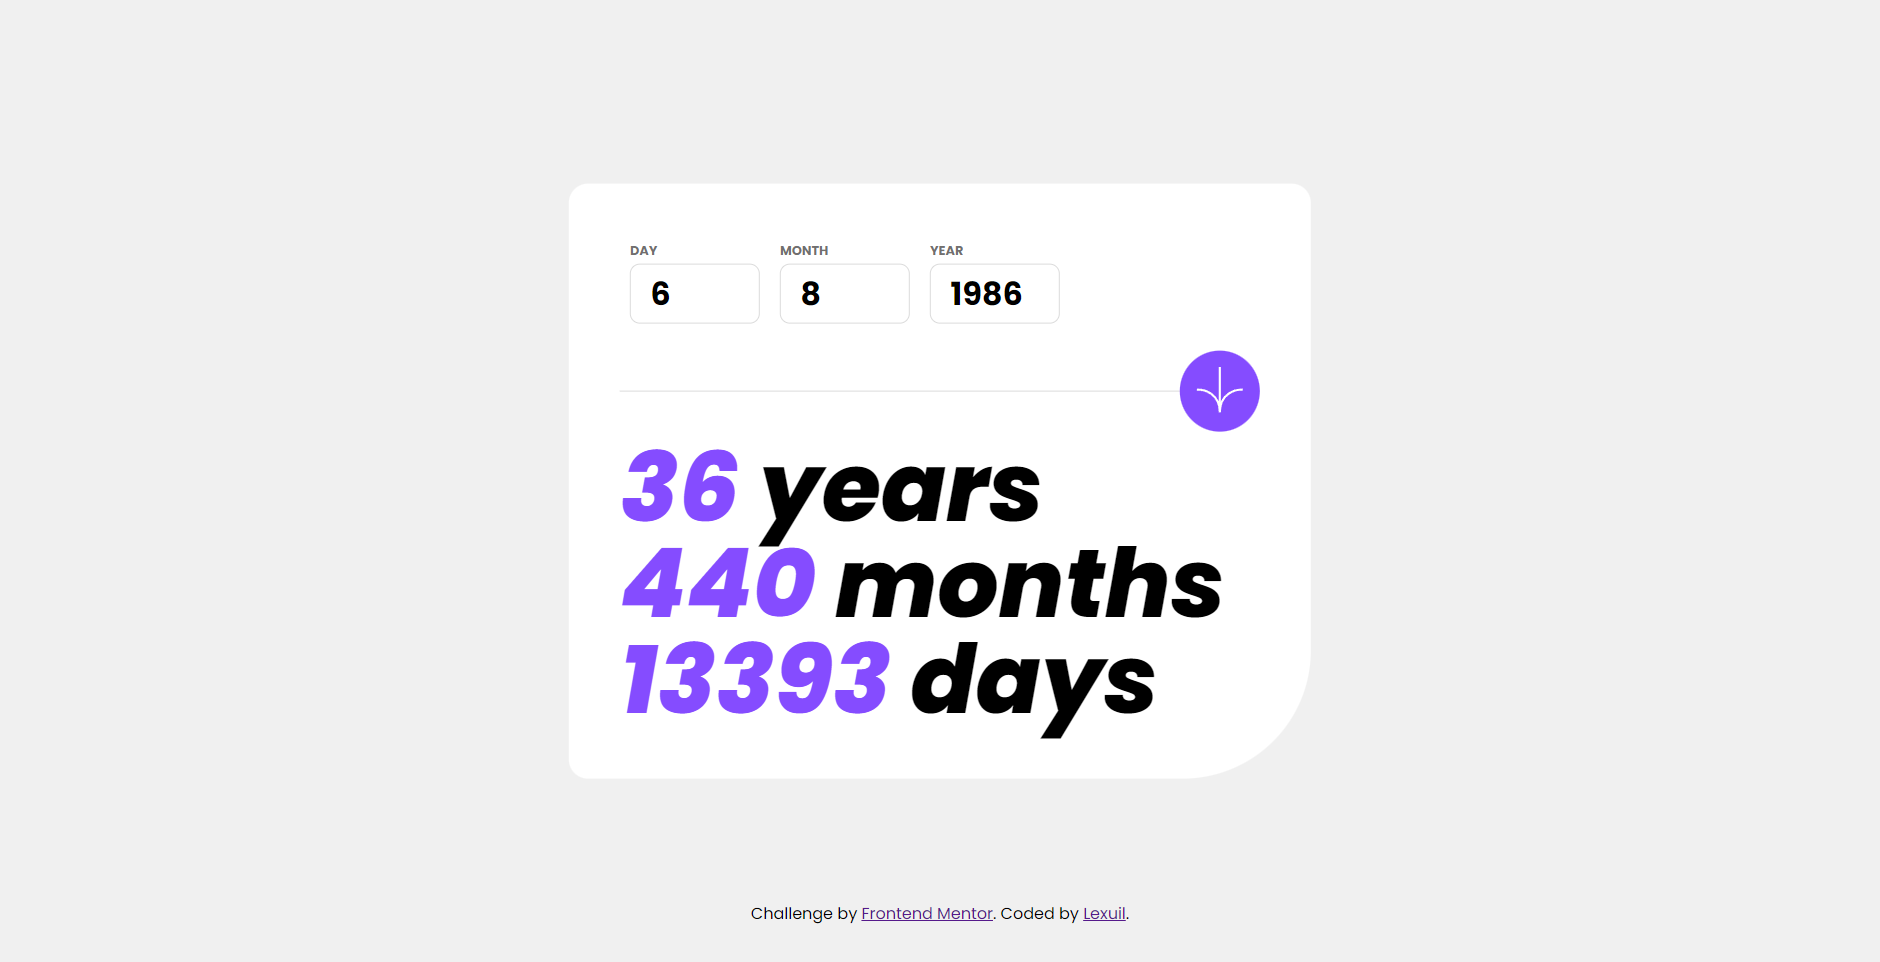 DAY MONTH YEAR
6 8 1986
36 years
440 months
13393 days
Challenge by Frontend Mentor. Coded by Lexuil.